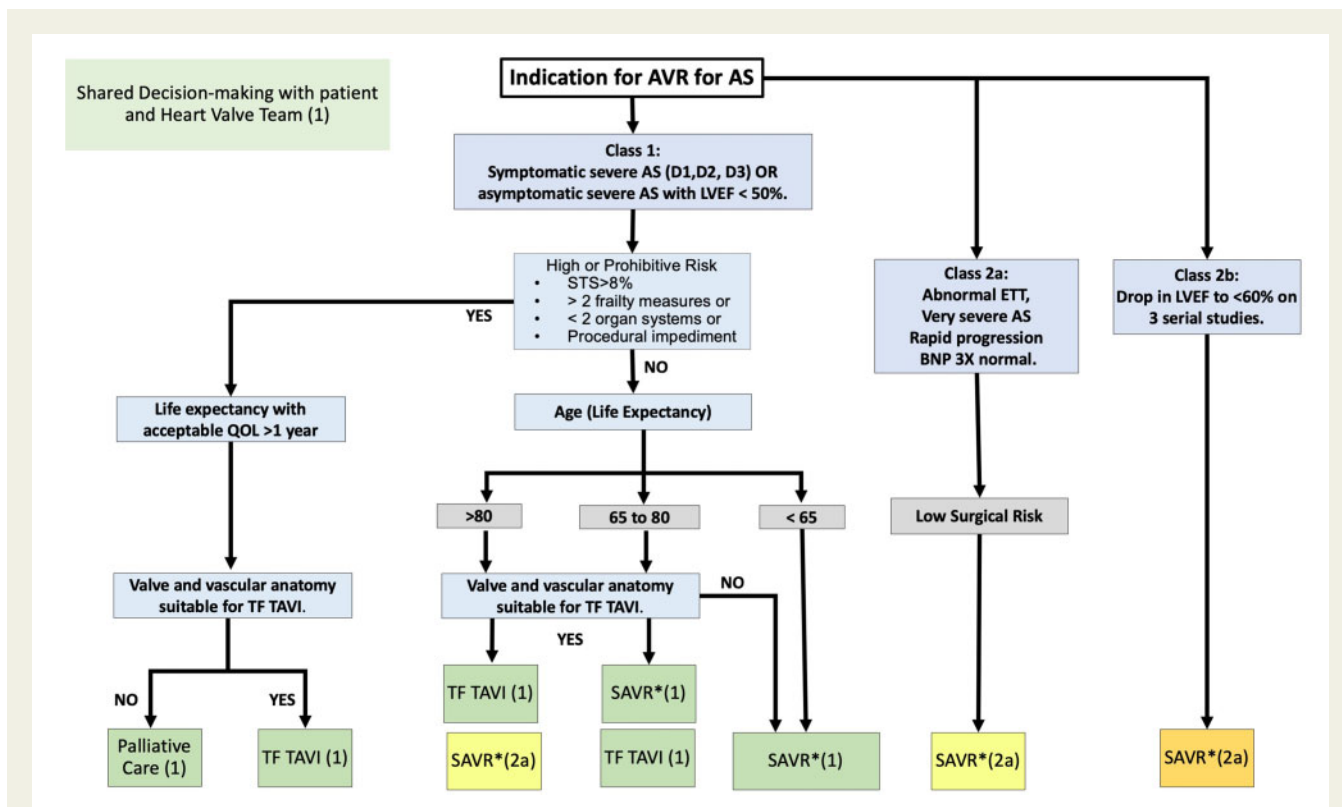 Shared Decision-making with patient
and Heart Valve Team (1)
Indication for AVR for AS
Class 1:
Symptomatic severe AS (D1,D2, D3) OR
asymptomatic severe AS with LVEF < 50%.
High or Prohibitive Risk
• STS>8%
• > 2 frailty measures or
• < 2 organ systems or
• Procedural impediment
Class 2a:
Abnormal ETT,
Very severe AS
Rapid progression
BNP 3X normal.
Class 2b:
Drop in LVEF to <60% on
3 serial studies.
YES
NO
Life expectancy with
acceptable QOL >1 year
Age (Life Expectancy)
>80
65 to 80
< 65
Low Surgical Risk
Valve and vascular anatomy
suitable for TF TAVI.
Valve and vascular anatomy
suitable for TF TAVI.
NO
YES
NO
YES
TF TAVI (1)
SAVR*(1)
Palliative
Care (1)
TF TAVI (1)
SAVR*(2a)
TF TAVI (1)
SAVR*(1)
SAVR*(2a)
SAVR*(2a)